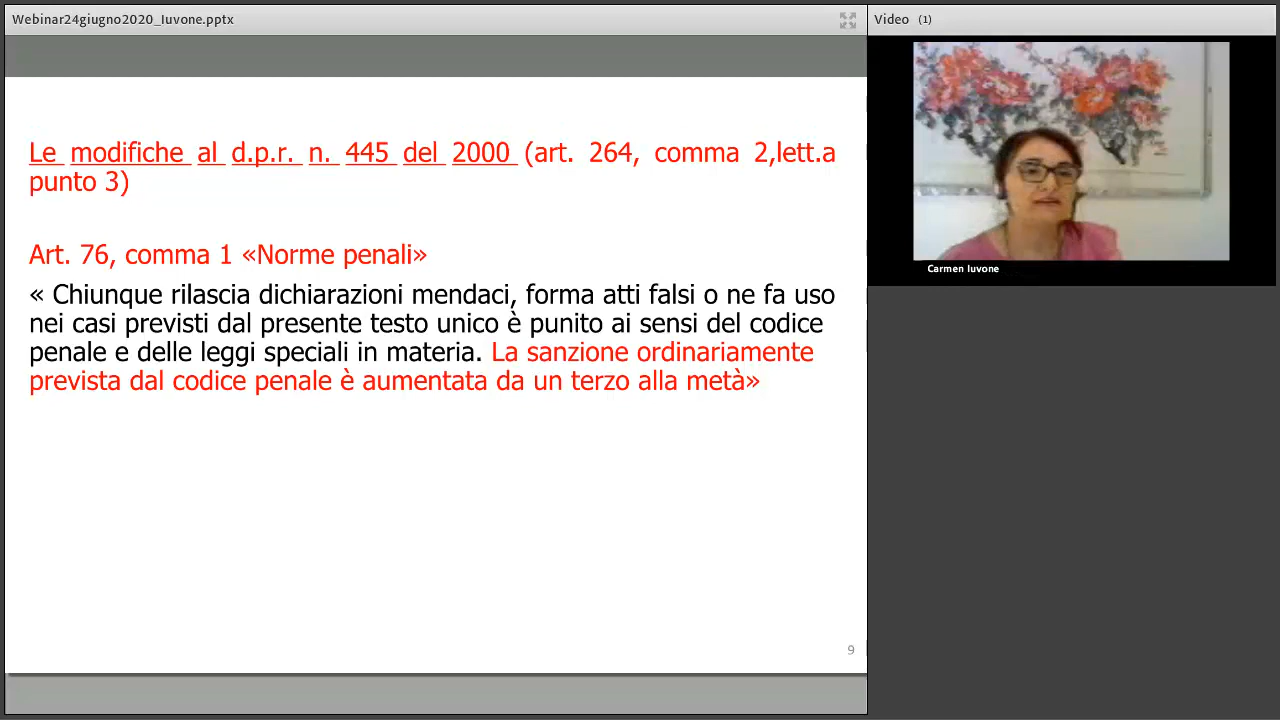 Webinar24giugno2020_Iuvone.pptx
Video (1)
Le modifiche al d.p.r. n. 445 del 2000 (art. 264, comma 2,lett.a
punto 3)
Art. 76, comma 1 «Norme penali»
« Chiunque rilascia dichiarazioni mendaci, forma atti falsi o ne fa uso
nei casi previsti dal presente testo unico è punito ai sensi del codice
penale e delle leggi speciali in materia. La sanzione ordinariamente
prevista dal codice penale è aumentata da un terzo alla metà»
9
Carmen Iuvone